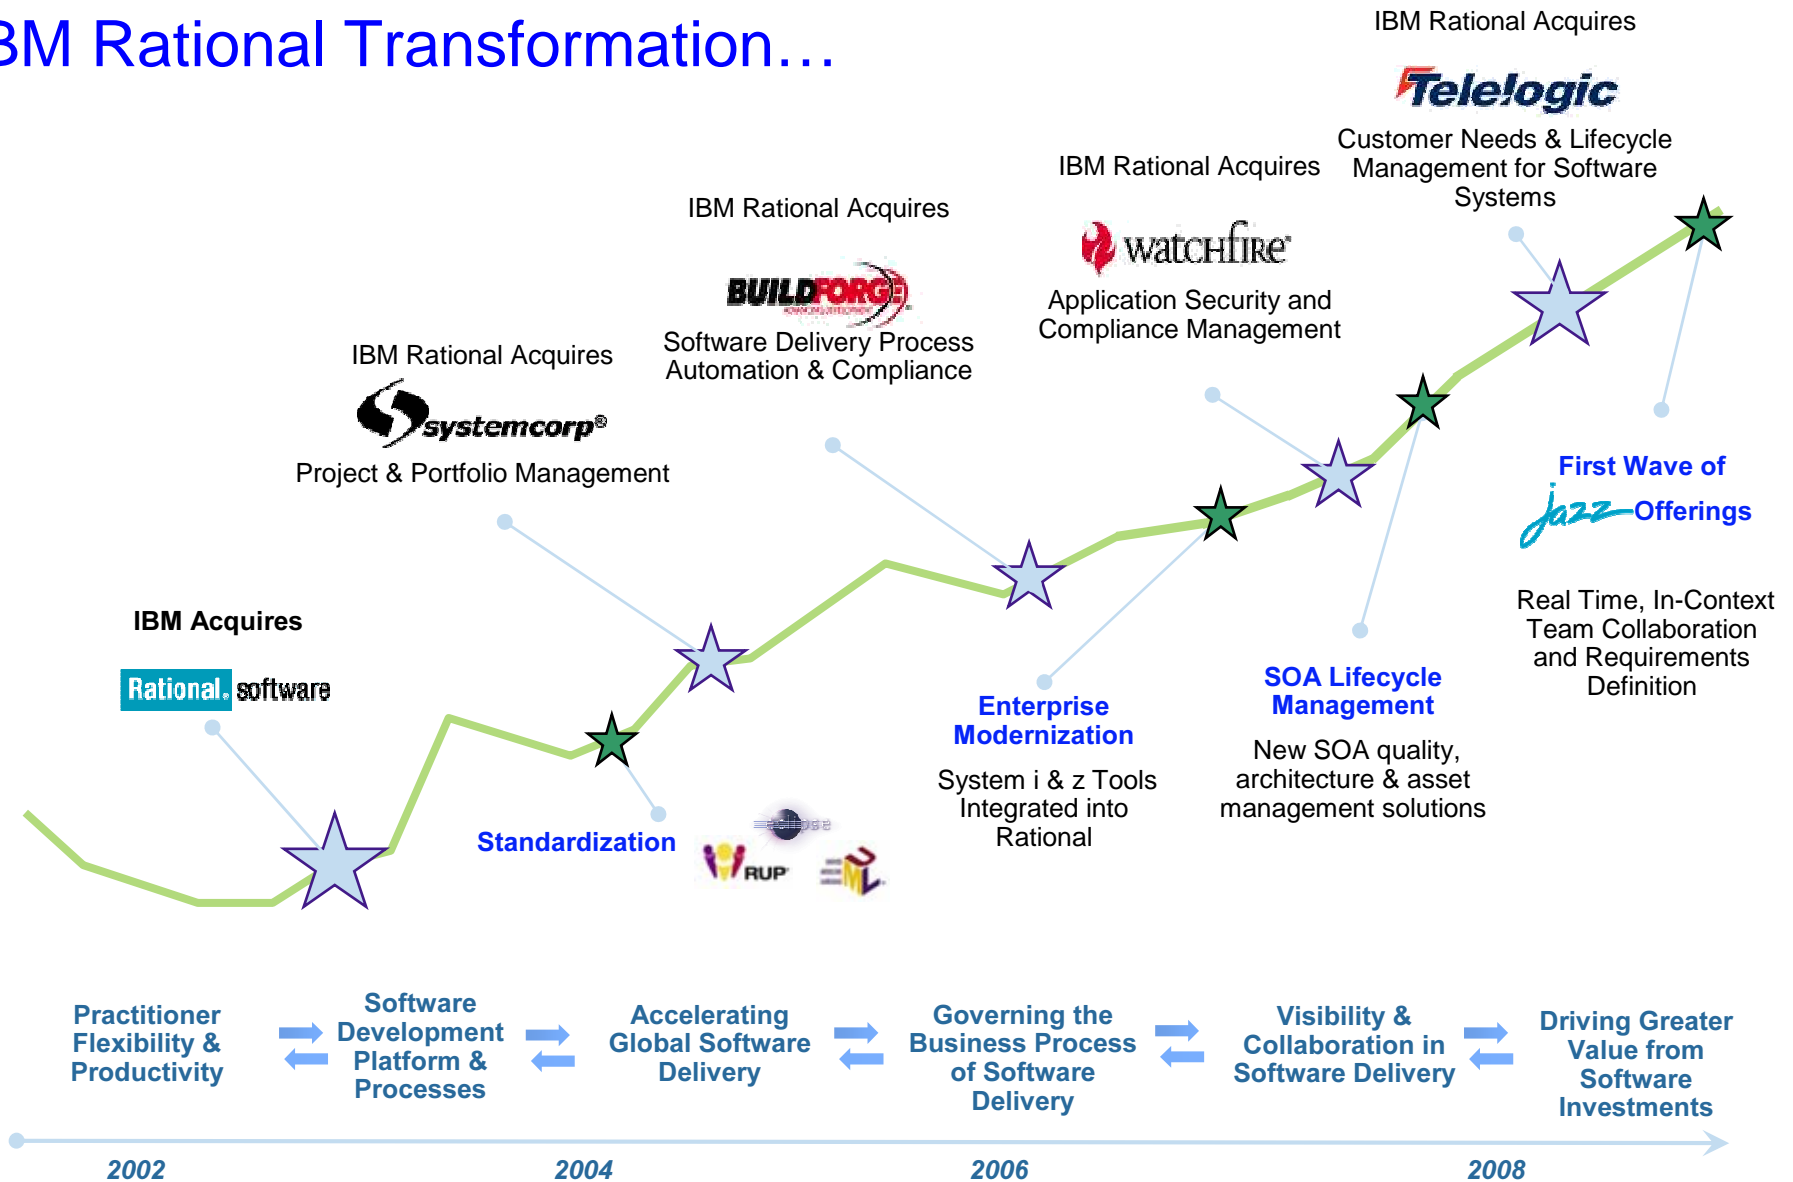 BM Rational Transformation…
IBM Rational Acquires
Telelogic
Customer Needs & Lifecycle
Management for Software
Systems
IBM Rational Acquires
watchfire®
Application Security and
Compliance Management
IBM Rational Acquires
BUILDFORGE
Software Delivery Process
Automation & Compliance
IBM Rational Acquires
systemcorp®
Project & Portfolio Management
IBM Acquires
Rational. software
Standardization
eclipse
RUP
UML
Enterprise
Modernization
System i & z Tools
Integrated into
Rational
SOA Lifecycle
Management
New SOA quality,
architecture & asset
management solutions
First Wave of
jazz Offerings
Real Time, In-Context
Team Collaboration
and Requirements
Definition
Practitioner
Flexibility &
Productivity
Software
Development
Platform &
Processes
Accelerating
Global Software
Delivery
Governing the
Business Process
of Software
Delivery
Visibility &
Collaboration in
Software Delivery
Driving Greater
Value from
Software
Investments
2002
2004
2006
2008